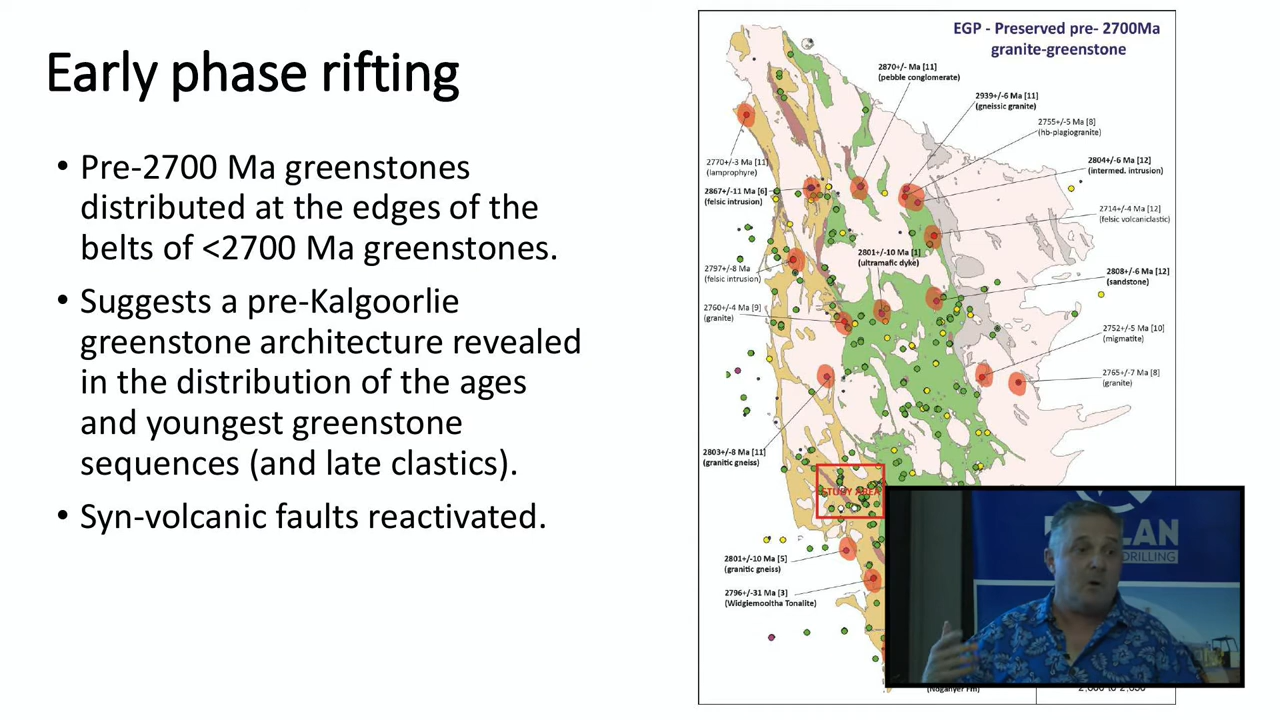 Early phase rifting
• Pre-2700 Ma greenstones
distributed at the edges of the
belts of <2700 Ma greenstones.
• Suggests a pre-Kalgoorlie
greenstone architecture revealed
in the distribution of the ages
and youngest greenstone
sequences (and late clastics).
• Syn-volcanic faults reactivated.
EGP - Preserved pre- 2700Ma
granite-greenstone
2870+/- Ma [11]
(pebble conglomerate)
2939+/-6 Ma [11]
(gneissic granite)
2755+/-5 Ma [8]
(hb-plagiogranite)
2770+/-3 Ma [11]
(lamprophyre)
2804+/-6 Ma [12]
(intermed. intrusion)
2867+/-11 Ma [6]
(felsic intrusion)
2714+/-4 Ma [12]
(felsic volcaniclastic)
2801+/-10 Ma [1]
(ultramafic dyke)
2797+/-8 Ma
(felsic intrusion)
2808+/-6 Ma [12]
(sandstone)
2760+/-4 Ma [9]
(granite)
2752+/-5 Ma [10]
(migmatite)
2765+/-7 Ma [8]
(granite)
2803+/-8 Ma [11]
(granitic gneiss)
STUDY AREA
2801+/-10 Ma [5]
(granitic gneiss)
2796+/-31 Ma [3]
(Widgiemooltha Tonalite)
LAN
DRILLING
(Noganyer Fm)